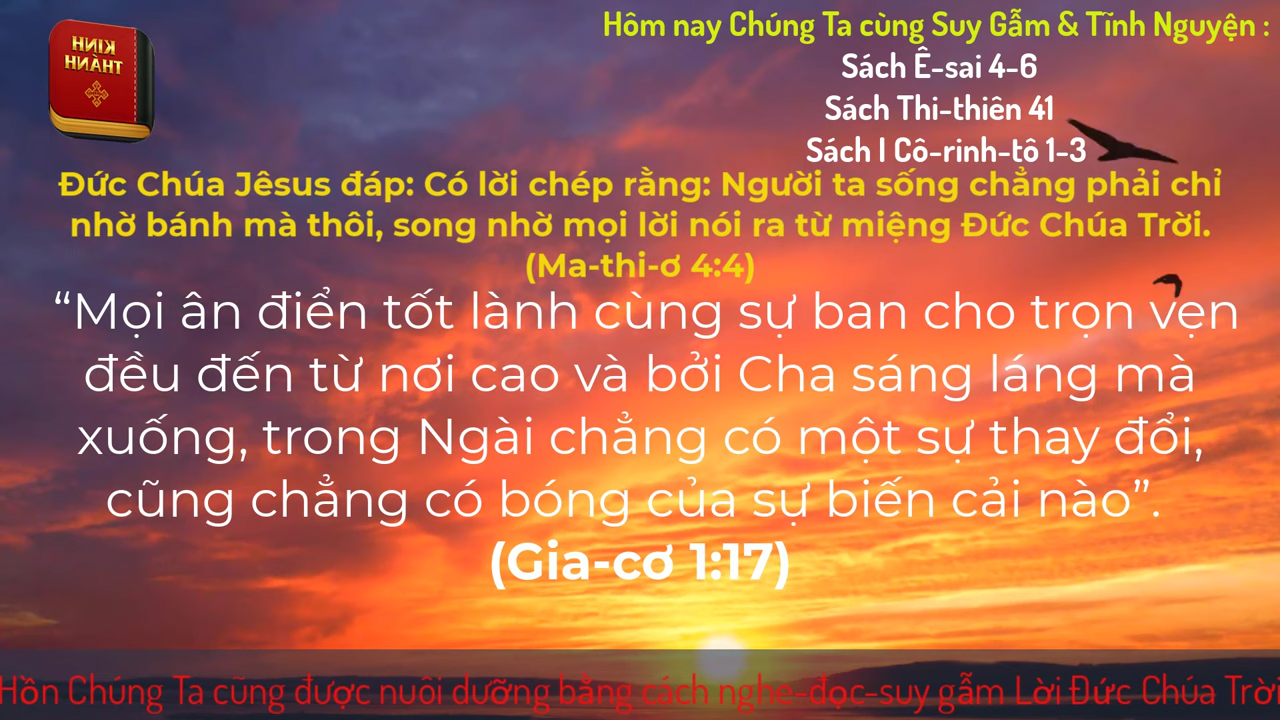 KINH
THÀNH
Hôm nay Chúng Ta cùng Suy Gẫm & Tĩnh Nguyện :
Sách Ê-sai 4-6
Sách Thi-thiên 41
Sách I Cô-rinh-tô 1-3
Đức Chúa Jêsus đáp: Có lời chép rằng: Người ta sống chẳng phải chỉ
nhờ bánh mà thôi, song nhờ mọi lời nói ra từ miệng Đức Chúa Trời.
(Ma-thi-ơ 4:4)
“Mọi ân điển tốt lành cùng sự ban cho trọn vẹn
đều đến từ nơi cao và bởi Cha sáng láng mà
xuống, trong Ngài chẳng có một sự thay đổi,
cũng chẳng có bóng của sự biến cải nào”.
(Gia-cơ 1:17)
Hồn Chúng Ta cũng được nuôi dưỡng bằng cách nghe-đọc-suy gẫm Lời Đức Chúa Trời